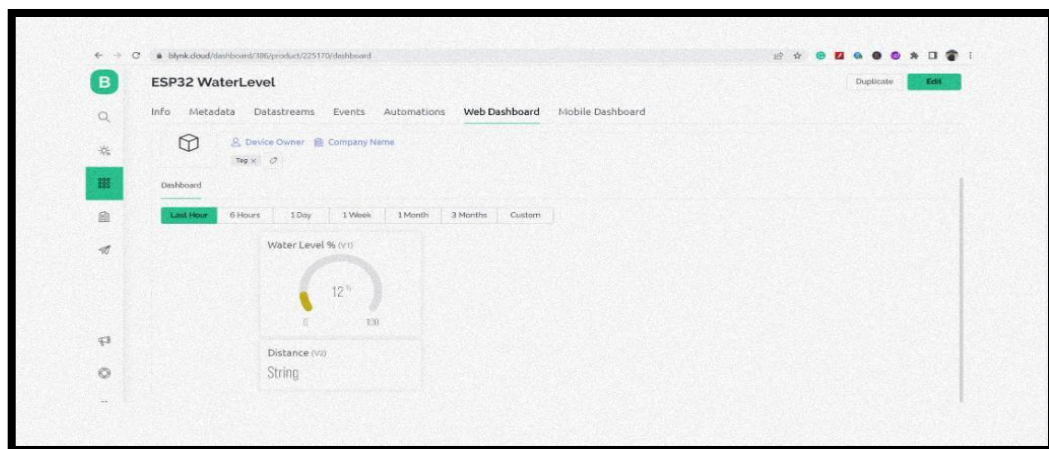 blynk.cloud/dashboard/386/product/225170/dashboard
B
ESP32 WaterLevel
Duplicate
Edit
Info Metadata Datastreams Events Automations Web Dashboard Mobile Dashboard
Device Owner Company Name
Tag ×
Dashboard
Last Hour 6 Hours 1 Day 1 Week 1 Month 3 Months Custom
Water Level % (V1)
12 %
0 100
Distance (V2)
String